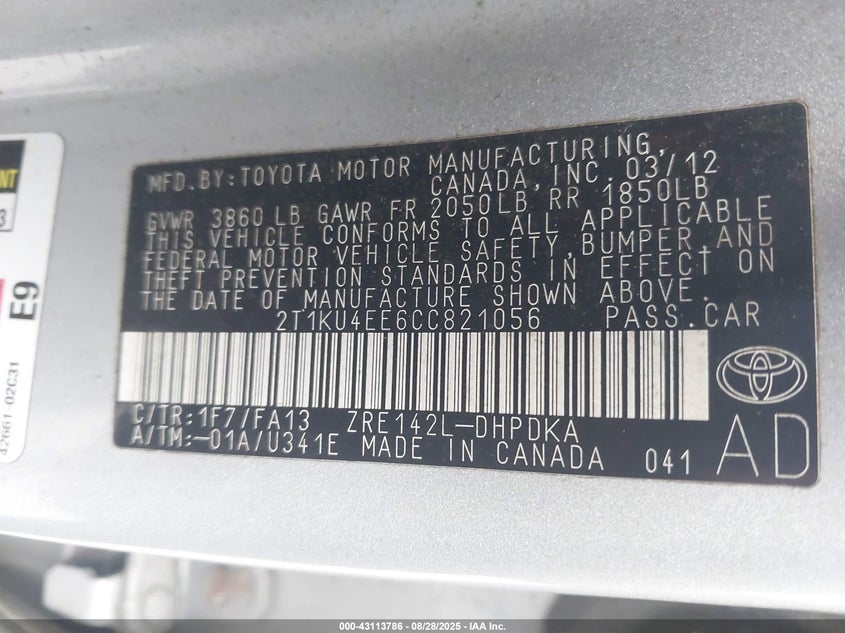 MFD.BY:TOYOTA MOTOR MANUFACTURING,
CANADA,INC. 03/12
GVWR 3860 LB GAWR FR 2050LB RR 1850LB
THIS VEHICLE CONFORMS TO ALL APPLICABLE
FEDERAL MOTOR VEHICLE SAFETY,BUMPER,AND
THEFT PREVENTION STANDARDS IN EFFECT ON
THE DATE OF MANUFACTURE SHOWN ABOVE.
2T1KU4EE6CC821056 PASS.CAR
C/TR:1F7/FA13 ZRE142L-DHPDKA
A/TM:-01A/U341E MADE IN CANADA 041
AD
E9
42661-02C31
000-43113786 - 08/28/2025 - IAA Inc.